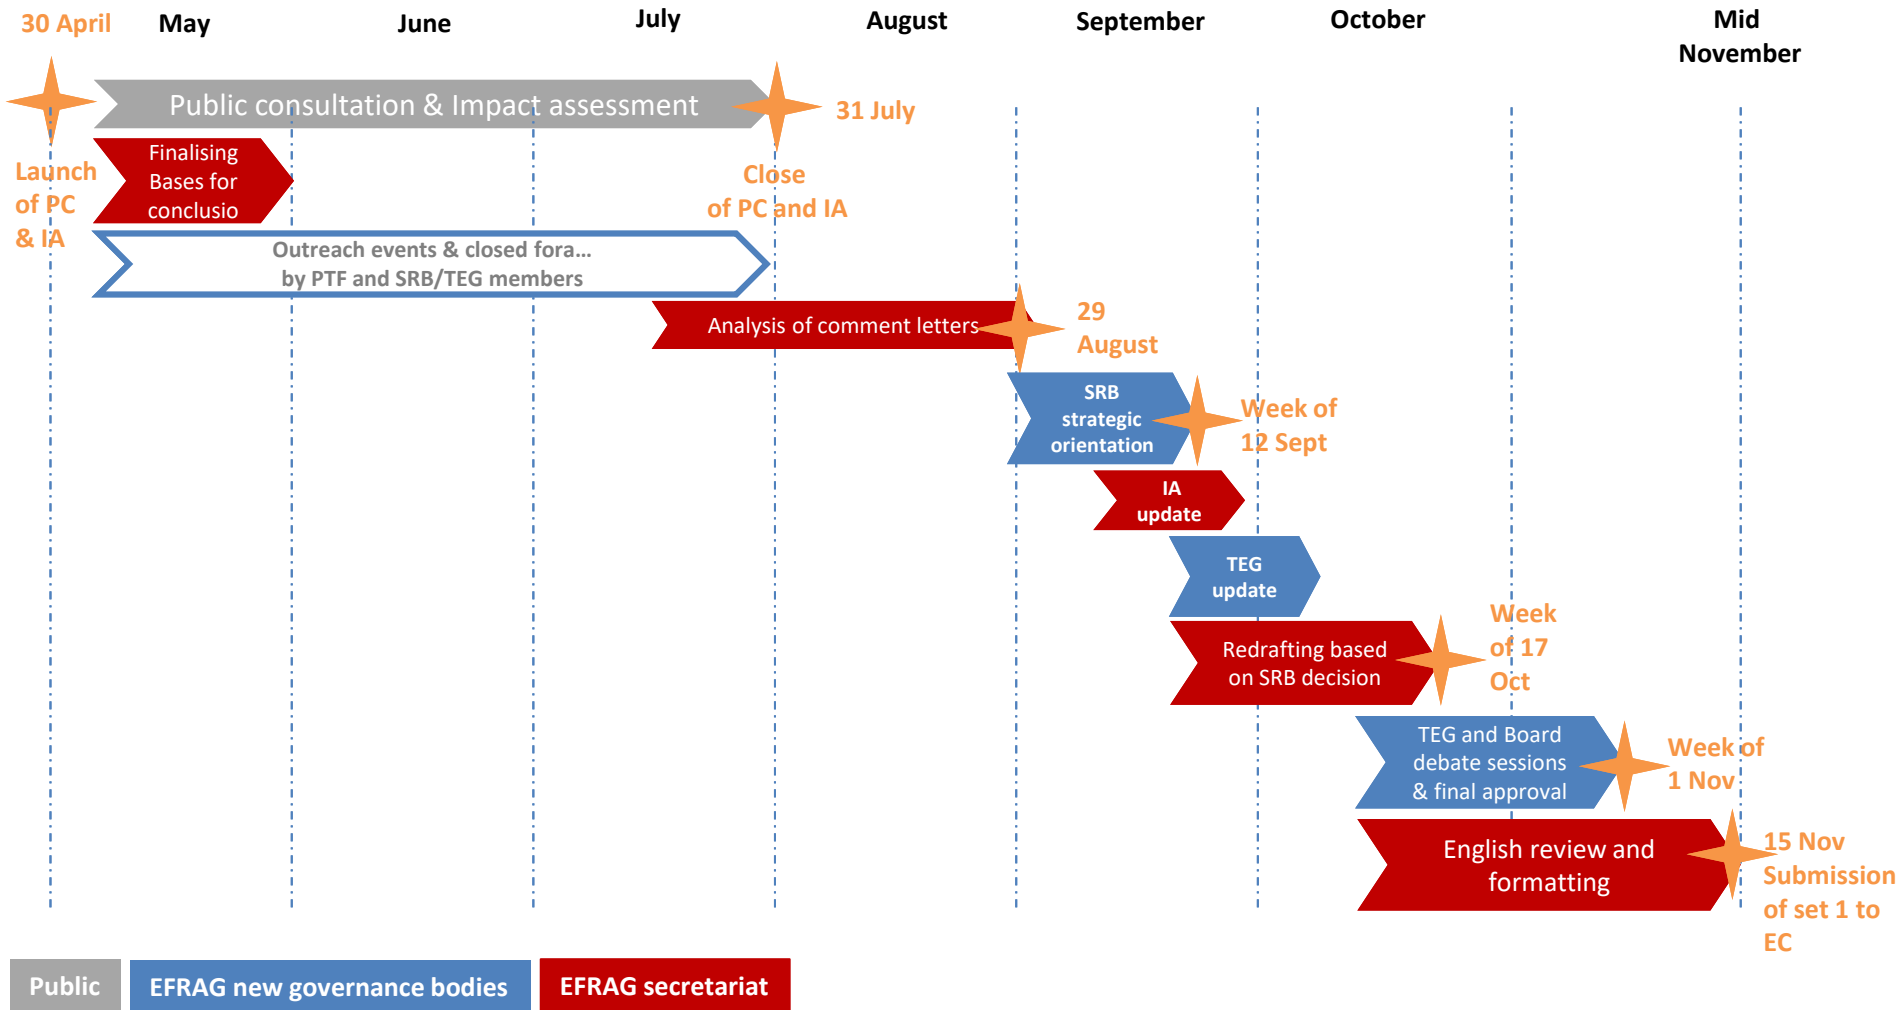 30 April
May
June
July
August
September
October
Mid
November
Public consultation & Impact assessment
31 July
Launch
of PC
& IA
Finalising
Bases for
conclusio
Close
of PC and IA
Outreach events & closed fora…
by PTF and SRB/TEG members
Analysis of comment letters
29
August
SRB
strategic
orientation
Week of
12 Sept
IA
update
TEG
update
Redrafting based
on SRB decision
Week
of 17
Oct
TEG and Board
debate sessions
& final approval
Week of
1 Nov
English review and
formatting
15 Nov
Submission
of set 1 to
EC
Public
EFRAG new governance bodies
EFRAG secretariat